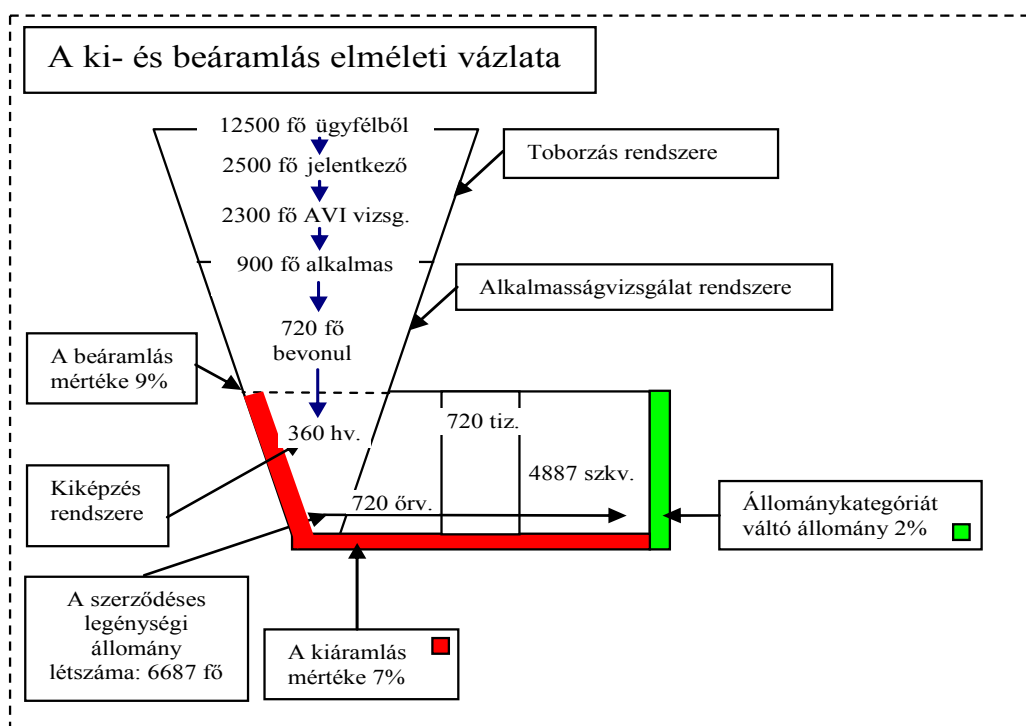 A ki- és beáramlás elméleti vázlata
12500 fő ügyfélből
2500 fő jelentkező
2300 fő AVI vizsg.
900 fő alkalmas
720 fő
bevonul
Toborzás rendszere
Alkalmasságvizsgálat rendszere
A beáramlás
mértéke 9%
360 hv.
720 tiz.
4887 szkv.
720 őrv.
Kiképzés
rendszere
Állománykategóriát
váltó állomány 2%
A szerződéses
legénységi
állomány
létszáma: 6687 fő
A kiáramlás
mértéke 7%